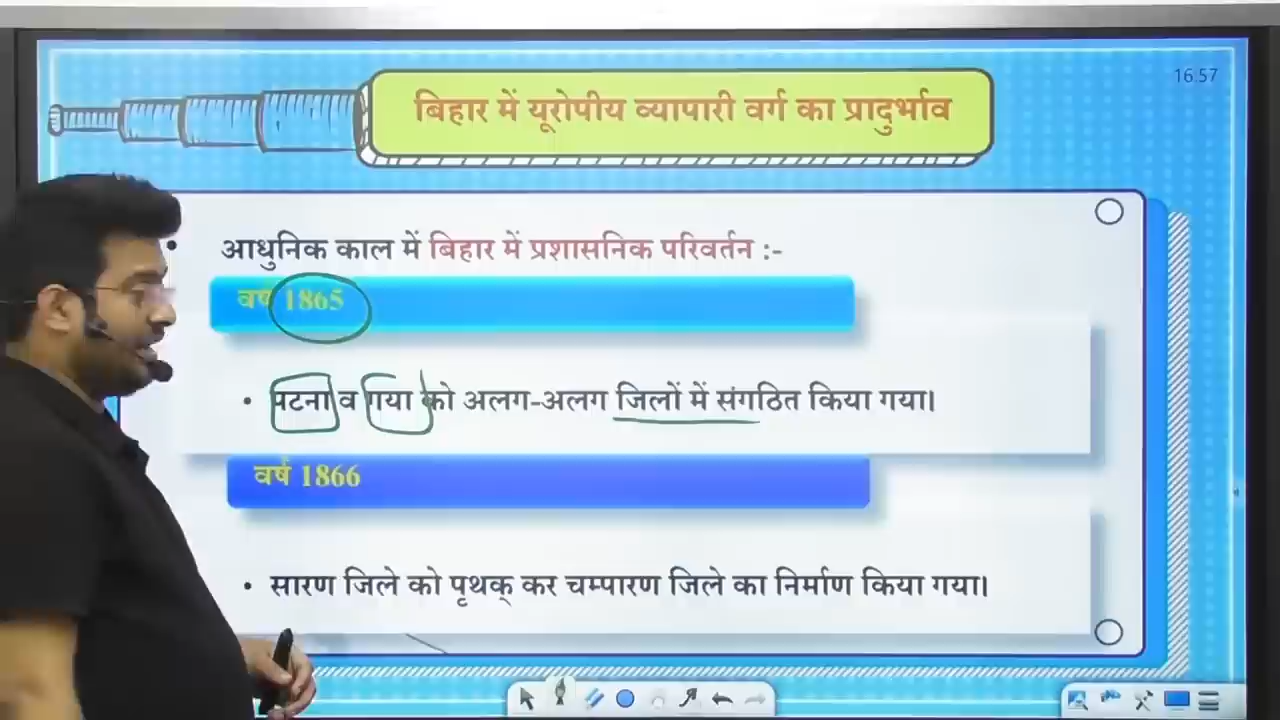 16:57
बिहार में यूरोपीय व्यापारी वर्ग का प्रादुर्भाव
आधुनिक काल में बिहार में प्रशासनिक परिवर्तन :-
वर्ष 1865
• पटना व गया को अलग-अलग जिलों में संगठित किया गया।
वर्ष 1866
• सारण जिले को पृथक् कर चम्पारण जिले का निर्माण किया गया।